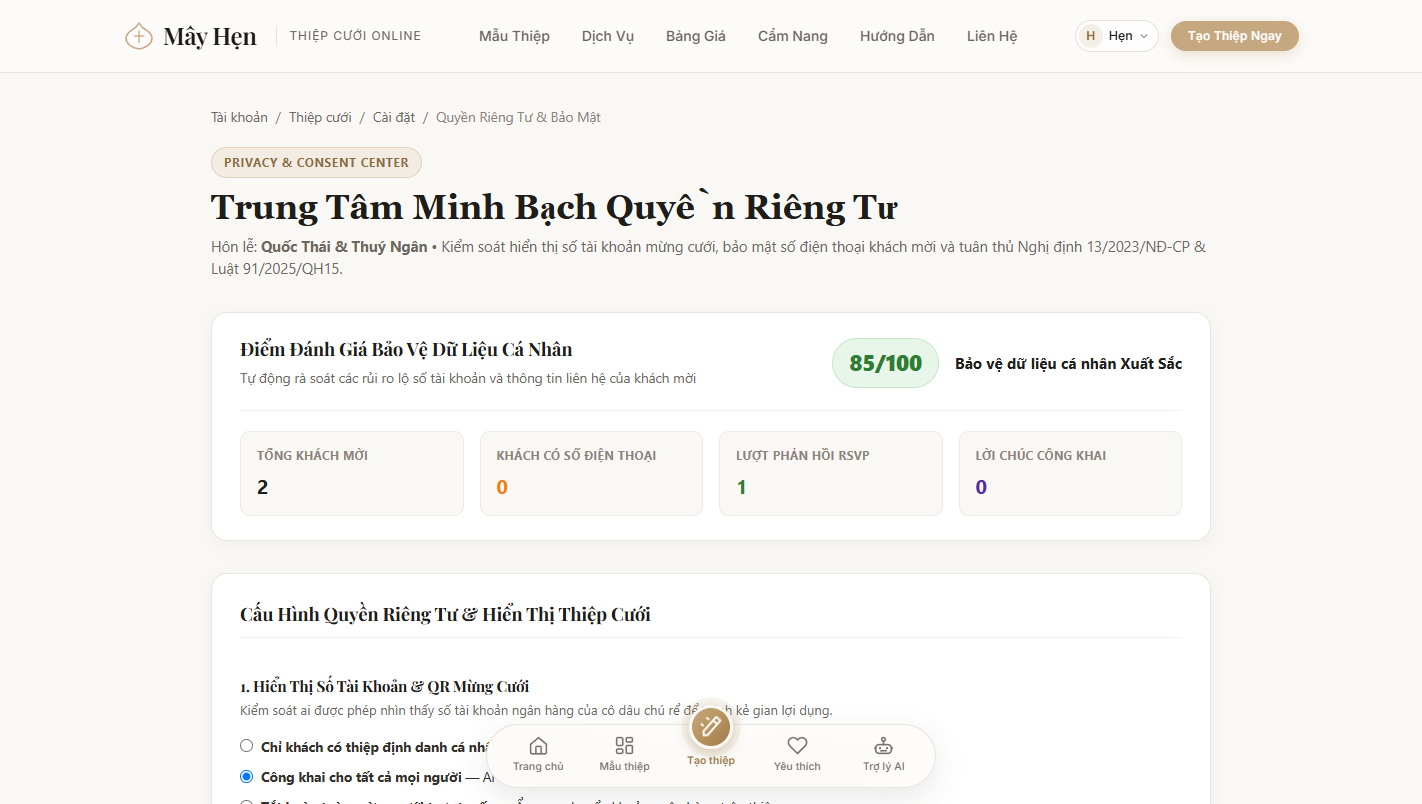 Mây Hẹn
THIỆP CƯỚI ONLINE
Mẫu Thiệp
Dịch Vụ
Bảng Giá
Cẩm Nang
Hướng Dẫn
Liên Hệ
H Hẹn
Tạo Thiệp Ngay
Tài khoản / Thiệp cưới / Cài đặt / Quyền Riêng Tư & Bảo Mật
PRIVACY & CONSENT CENTER
Trung Tâm Minh Bạch Quyền Riêng Tư
Hôn lễ: Quốc Thái & Thuý Ngân • Kiểm soát hiển thị số tài khoản mừng cưới, bảo mật số điện thoại khách mời và tuân thủ Nghị định 13/2023/NĐ-CP &
Luật 91/2025/QH15.
Điểm Đánh Giá Bảo Vệ Dữ Liệu Cá Nhân
Tự động rà soát các rủi ro lộ số tài khoản và thông tin liên hệ của khách mời
85/100
Bảo vệ dữ liệu cá nhân Xuất Sắc
TỔNG KHÁCH MỜI
2
KHÁCH CÓ SỐ ĐIỆN THOẠI
0
LƯỢT PHẢN HỒI RSVP
1
LỜI CHÚC CÔNG KHAI
0
Cấu Hình Quyền Riêng Tư & Hiển Thị Thiệp Cưới
1. Hiển Thị Số Tài Khoản & QR Mừng Cưới
Kiểm soát ai được phép nhìn thấy số tài khoản ngân hàng của cô dâu chú rể để kẻ gian lợi dụng.
Chỉ khách có thiệp định danh cá
Công khai cho tất cả mọi người —
Trang chủ
Mẫu thiệp
Tạo thiệp
Yêu thích
Trợ lý AI